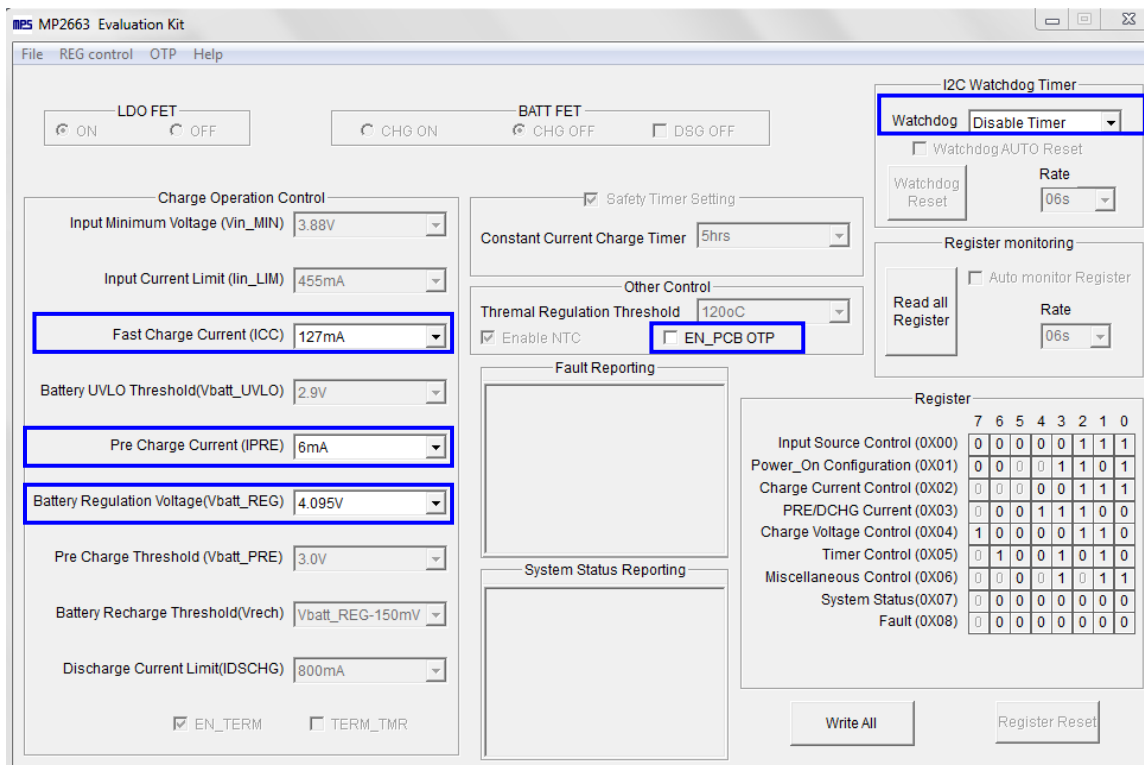 mps MP2663 Evaluation Kit
File REG control OTP Help
LDO FET
ON OFF
BATT FET
CHG ON CHG OFF DSG OFF
I2C Watchdog Timer
Watchdog Disable Timer
Watchdog AUTO Reset
Watchdog Reset
Rate
06s
Charge Operation Control
Input Minimum Voltage (Vin_MIN) 3.88V
Input Current Limit (Iin_LIM) 455mA
Fast Charge Current (ICC) 127mA
Battery UVLO Threshold(Vbatt_UVLO) 2.9V
Pre Charge Current (IPRE) 6mA
Battery Regulation Voltage(Vbatt_REG) 4.095V
Pre Charge Threshold (Vbatt_PRE) 3.0V
Battery Recharge Threshold(Vrech) Vbatt_REG-150mV
Discharge Current Limit(IDSCHG) 800mA
EN_TERM TERM_TMR
Safety Timer Setting
Constant Current Charge Timer 5hrs
Other Control
Thremal Regulation Threshold 120oC
Enable NTC EN_PCB OTP
Fault Reporting
System Status Reporting
Register monitoring
Read all Register
Auto monitor Register
Rate
06s
Register
7 6 5 4 3 2 1 0
Input Source Control (0X00) 0 0 0 0 0 1 1 1
Power_On Configuration (0X01) 0 0 0 0 1 1 0 1
Charge Current Control (0X02) 0 0 0 0 0 1 1 1
PRE/DCHG Current (0X03) 0 0 0 1 1 1 0 0
Charge Voltage Control (0X04) 1 0 0 0 0 1 1 0
Timer Control (0X05) 0 1 0 0 1 0 1 0
Miscellaneous Control (0X06) 0 0 0 0 1 0 1 1
System Status(0X07) 0 0 0 0 0 0 0 0
Fault (0X08) 0 0 0 0 0 0 0 0
Write All
Register Reset